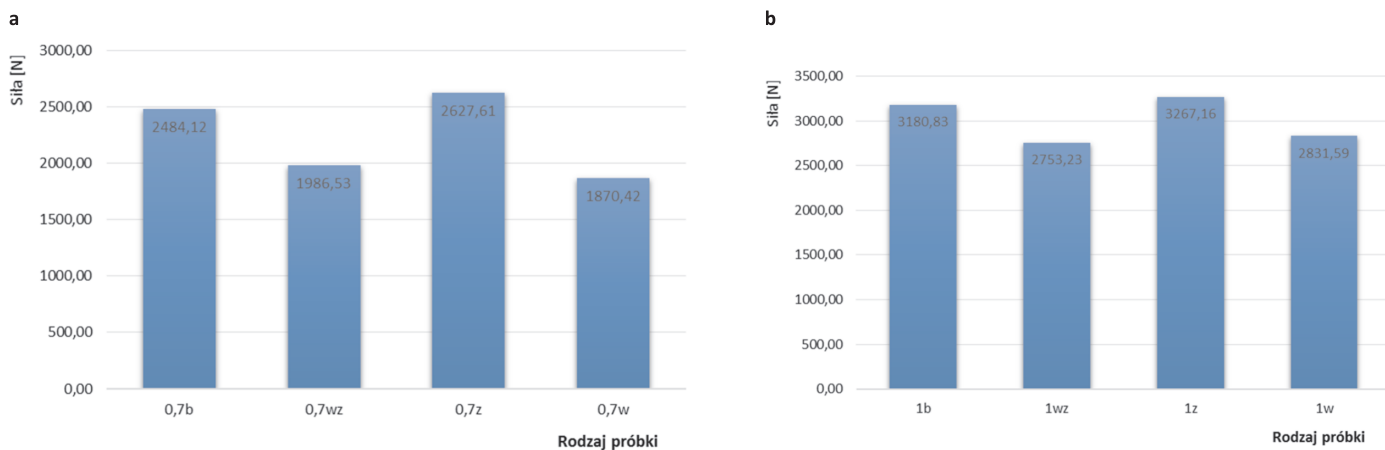 a
Siła [N]
3000,00
2500,00
2000,00
1500,00
1000,00
500,00
0,00
2484,12
1986,53
2627,61
1870,42
0,7b
0,7wz
0,7z
0,7w
Rodzaj próbki
b
Siła [N]
3500,00
3000,00
2500,00
2000,00
1500,00
1000,00
500,00
0,00
3180,83
2753,23
3267,16
2831,59
1b
1wz
1z
1w
Rodzaj próbki